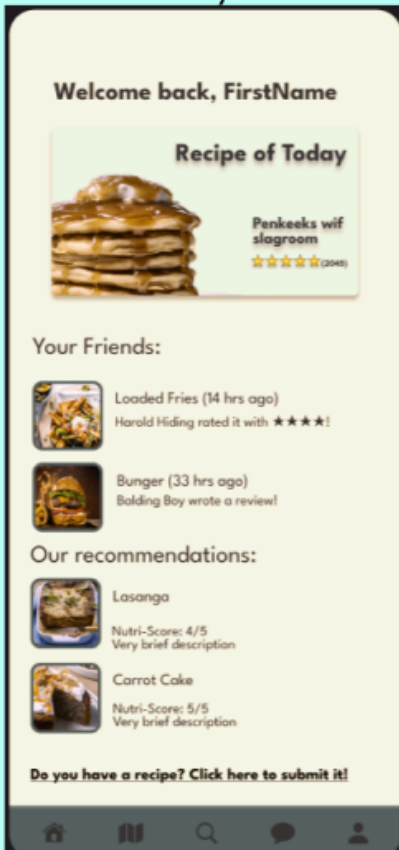 Welcome back, FirstName
Recipe of Today
Penkeeks wif
slagroom
★★★★★(2045)
Your Friends:
Loaded Fries (14 hrs ago)
Harold Hiding rated it with ★★★★!
Bunger (33 hrs ago)
Balding Boy wrote a review!
Our recommendations:
Lasanga
Nutri-Score: 4/5
Very brief description
Carrot Cake
Nutri-Score: 5/5
Very brief description
Do you have a recipe? Click here to submit it!